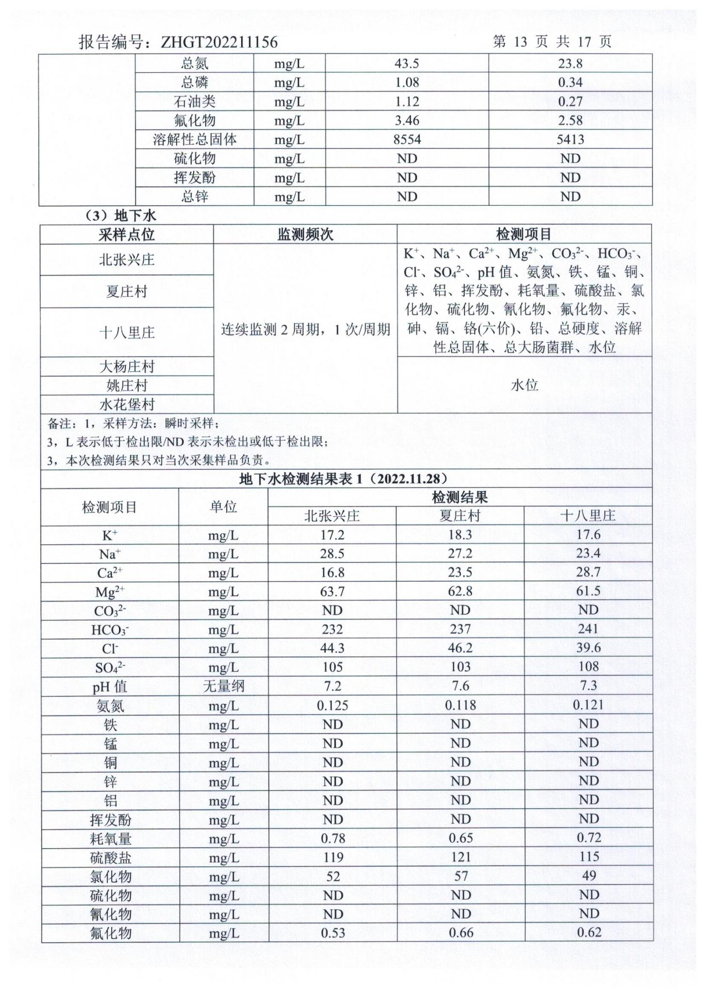 报告编号：ZHGT202211156 第 13 页 共 17 页
总氮 mg/L 43.5 23.8
总磷 mg/L 1.08 0.34
石油类 mg/L 1.12 0.27
氟化物 mg/L 3.46 2.58
溶解性总固体 mg/L 8554 5413
硫化物 mg/L ND ND
挥发酚 mg/L ND ND
总锌 mg/L ND ND
（3）地下水
采样点位 监测频次 检测项目
北张兴庄
夏庄村
十八里庄
大杨庄村
姚庄村
水花堡村
连续监测 2 周期，1 次/周期
K⁺、Na⁺、Ca²⁺、Mg²⁺、CO₃²⁻、HCO₃⁻、
Cl⁻、SO₄²⁻、pH 值、氨氮、铁、锰、铜、
锌、铝、挥发酚、耗氧量、硫酸盐、氯
化物、硫化物、氰化物、氟化物、汞、
砷、镉、铬(六价)、铅、总硬度、溶解
性总固体、总大肠菌群、水位
水位
备注：1，采样方法：瞬时采样；
3，L 表示低于检出限/ND 表示未检出或低于检出限；
3，本次检测结果只对当次采集样品负责。
地下水检测结果表 1（2022.11.28）
检测项目 单位 检测结果
北张兴庄 夏庄村 十八里庄
K⁺ mg/L 17.2 18.3 17.6
Na⁺ mg/L 28.5 27.2 23.4
Ca²⁺ mg/L 16.8 23.5 28.7
Mg²⁺ mg/L 63.7 62.8 61.5
CO₃²⁻ mg/L ND ND ND
HCO₃⁻ mg/L 232 237 241
Cl⁻ mg/L 44.3 46.2 39.6
SO₄²⁻ mg/L 105 103 108
pH 值 无量纲 7.2 7.6 7.3
氨氮 mg/L 0.125 0.118 0.121
铁 mg/L ND ND ND
锰 mg/L ND ND ND
铜 mg/L ND ND ND
锌 mg/L ND ND ND
铝 mg/L ND ND ND
挥发酚 mg/L ND ND ND
耗氧量 mg/L 0.78 0.65 0.72
硫酸盐 mg/L 119 121 115
氯化物 mg/L 52 57 49
硫化物 mg/L ND ND ND
氰化物 mg/L ND ND ND
氟化物 mg/L 0.53 0.66 0.62